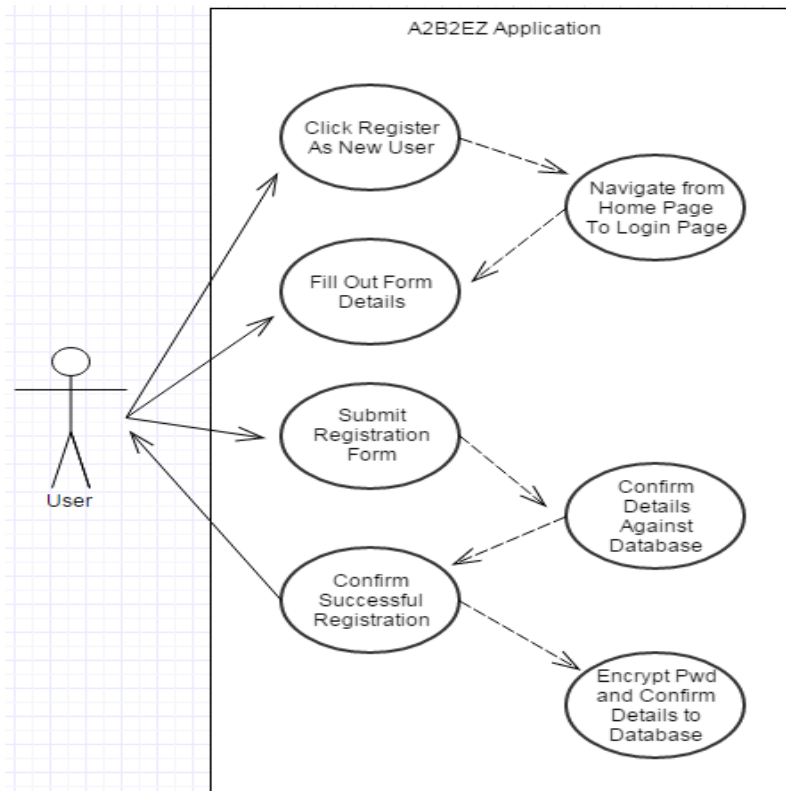 A2B2EZ Application
Click Register
As New User
Navigate from
Home Page
To Login Page
Fill Out Form
Details
Submit
Registration
Form
User
Confirm
Details
Against
Database
Confirm
Successful
Registration
Encrypt Pwd
and Confirm
Details to
Database